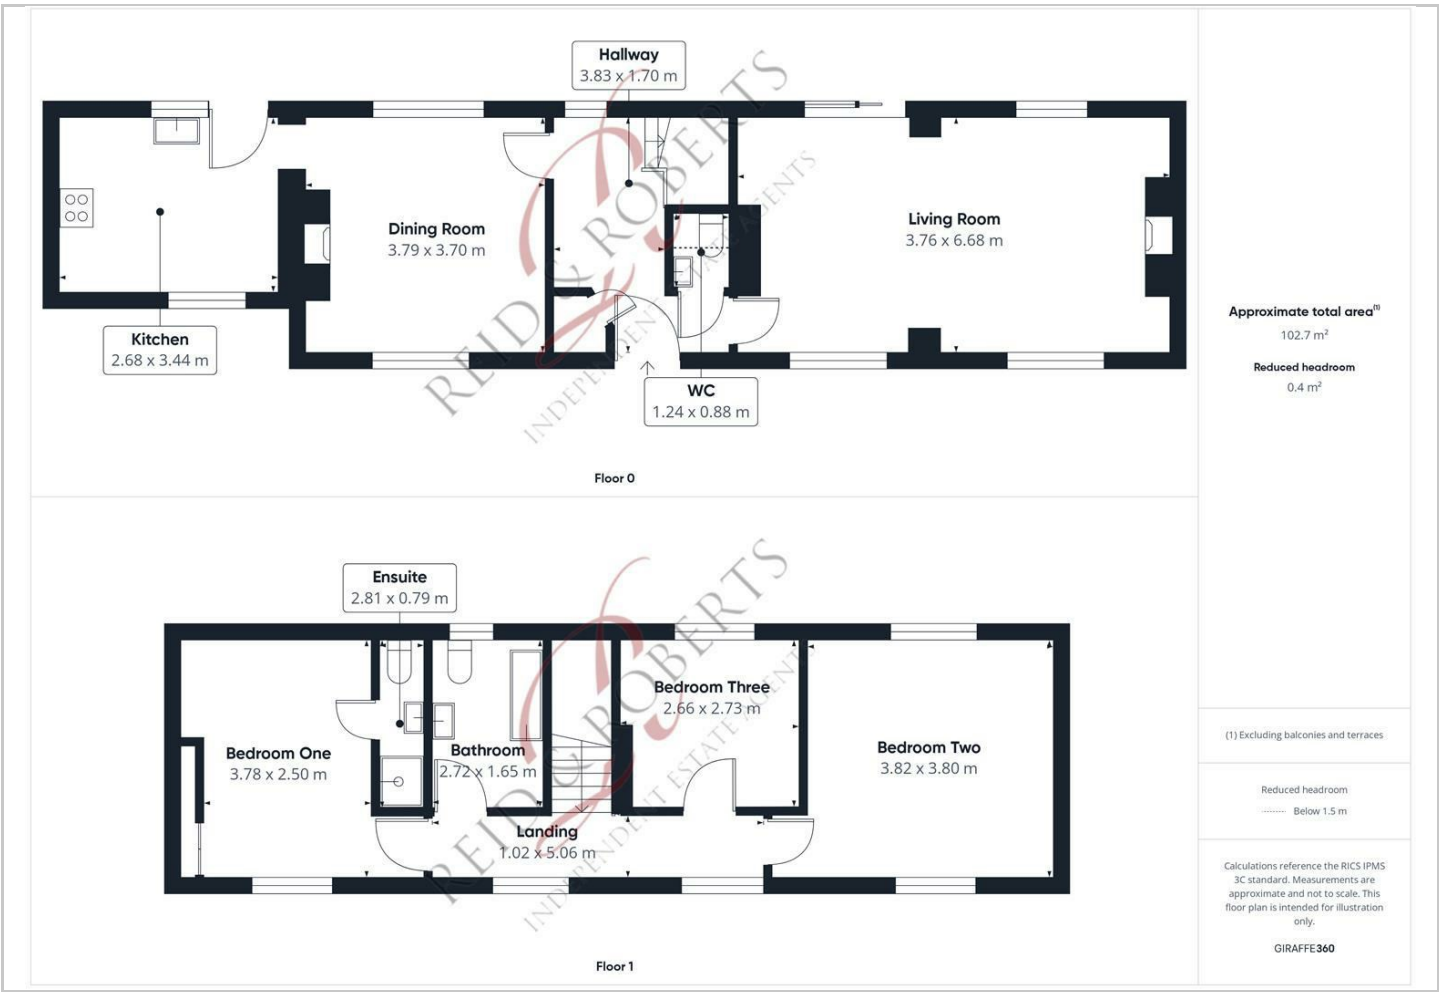 Hallway
3.83 x 1.70 m
Dining Room
3.79 x 3.70 m
Living Room
3.76 x 6.68 m
Kitchen
2.68 x 3.44 m
WC
1.24 x 0.88 m
Floor 0
REID & ROBERTS
INDEPENDENT ESTATE AGENTS
Approximate total area(1)
102.7 m²
Reduced headroom
0.4 m²
Ensuite
2.81 x 0.79 m
Bedroom One
3.78 x 2.50 m
Bathroom
2.72 x 1.65 m
Bedroom Three
2.66 x 2.73 m
Bedroom Two
3.82 x 3.80 m
Landing
1.02 x 5.06 m
Floor 1
REID & ROBERTS
INDEPENDENT ESTATE AGENTS
(1) Excluding balconies and terraces
Reduced headroom
Below 1.5 m
Calculations reference the RICS IPMS
3C standard. Measurements are
approximate and not to scale. This
floor plan is intended for illustration
only.
GIRAFFE360